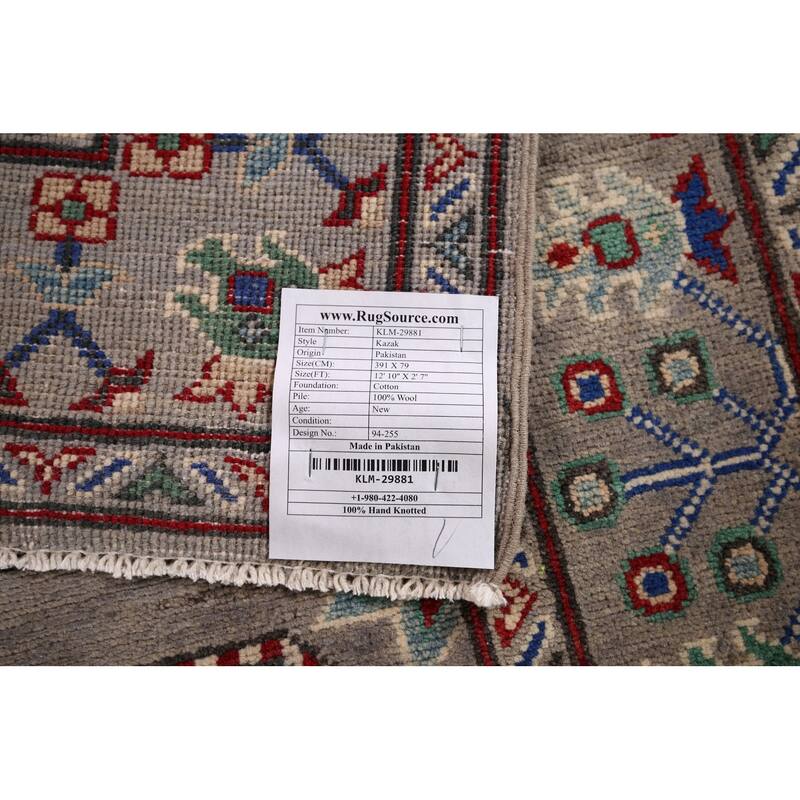 www.RugSource.com
Item Number: KLM-29881
Style Kazak
Origin Pakistan
Size(CM): 391 X 79
Size(FT): 12' 10" X 2' 7"
Foundation: Cotton
Pile: 100% Wool
Age: New
Condition:
Design No.: 94-255
Made in Pakistan
KLM-29881
+1-980-422-4080
100% Hand Knotted